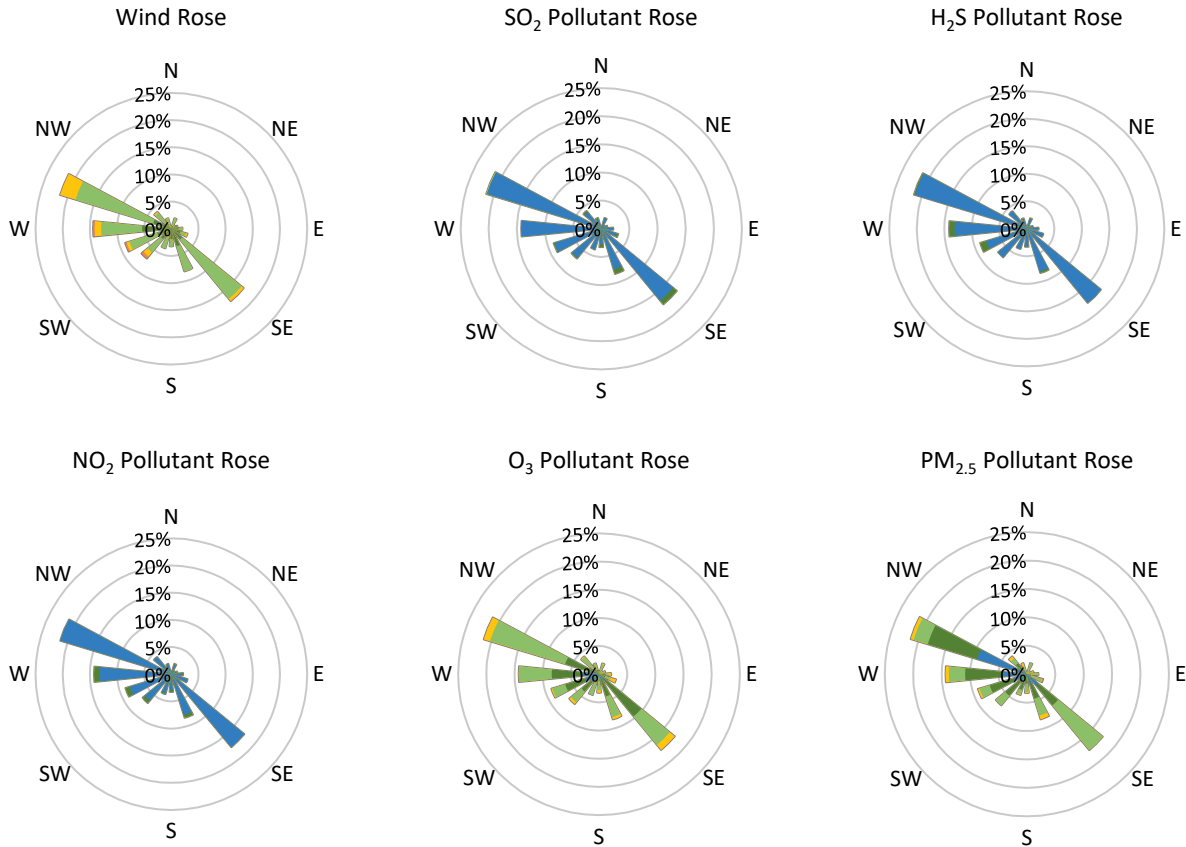 Wind Rose
N
25%
20%
15%
10%
5%
0%
NW
NE
W
E
SW
SE
S
SO₂ Pollutant Rose
N
25%
20%
15%
10%
5%
0%
NW
NE
W
E
SW
SE
S
H₂S Pollutant Rose
N
25%
20%
15%
10%
5%
0%
NW
NE
W
E
SW
SE
S
NO₂ Pollutant Rose
N
25%
20%
15%
10%
5%
0%
NW
NE
W
E
SW
SE
S
O₃ Pollutant Rose
N
25%
20%
15%
10%
5%
0%
NW
NE
W
E
SW
SE
S
PM₂.₅ Pollutant Rose
N
25%
20%
15%
10%
5%
0%
NW
NE
W
E
SW
SE
S